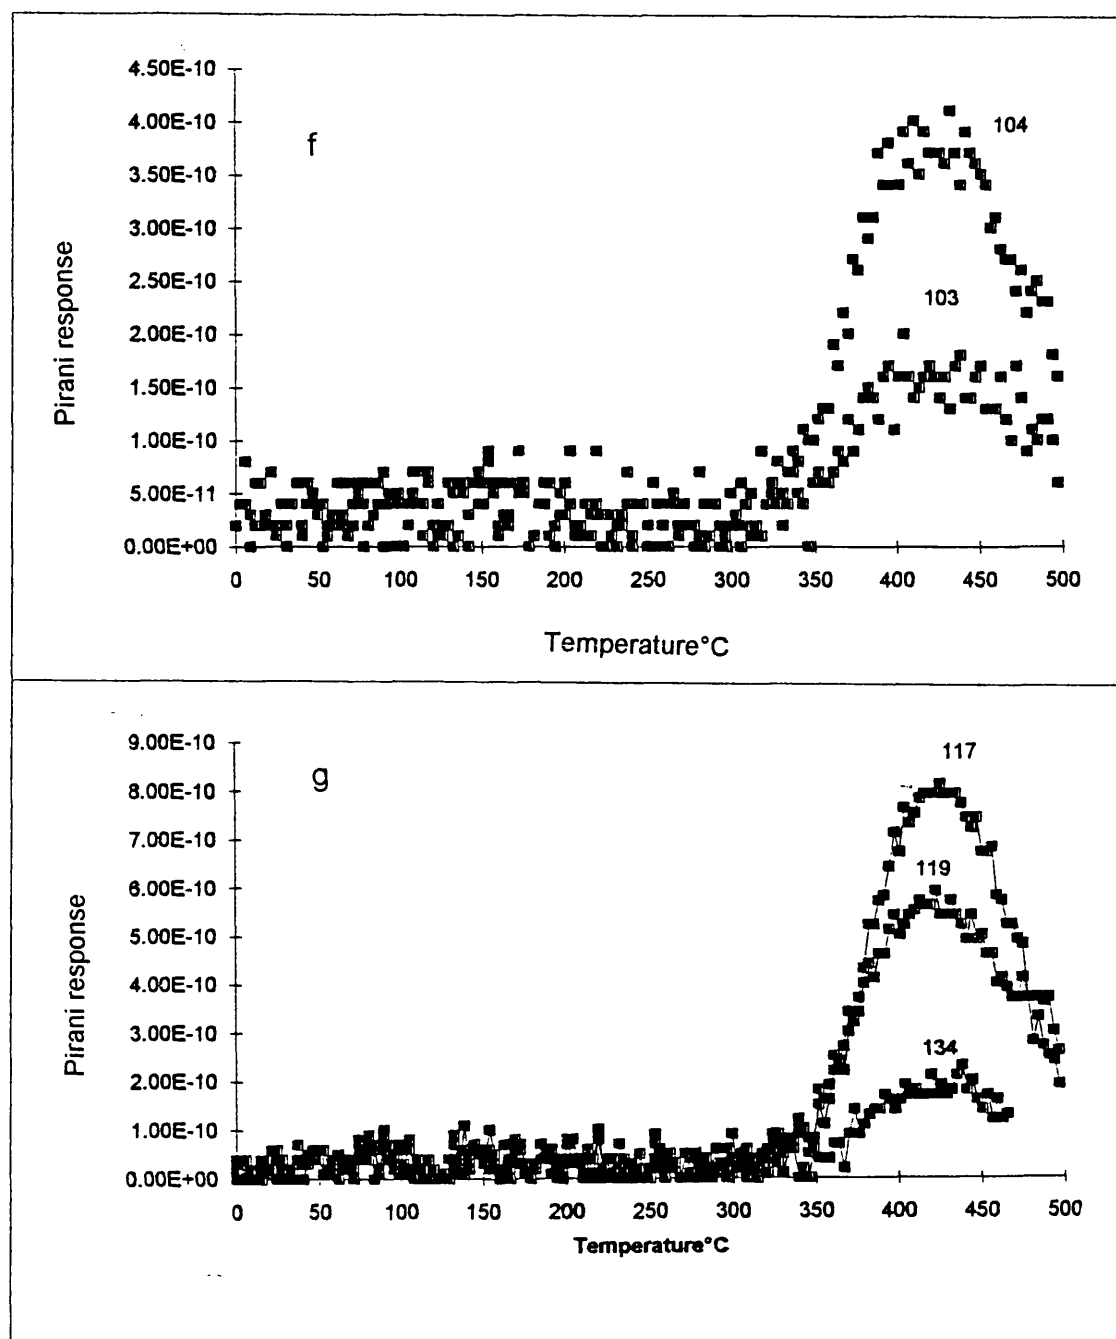 4.50E-10
4.00E-10
3.50E-10
3.00E-10
2.50E-10
2.00E-10
1.50E-10
1.00E-10
5.00E-11
0.00E+00
Pirani response
f
104
103
0 50 100 150 200 250 300 350 400 450 500
Temperature°C
9.00E-10
8.00E-10
7.00E-10
6.00E-10
5.00E-10
4.00E-10
3.00E-10
2.00E-10
1.00E-10
0.00E+00
Pirani response
g
117
119
134
0 50 100 150 200 250 300 350 400 450 500
Temperature°C